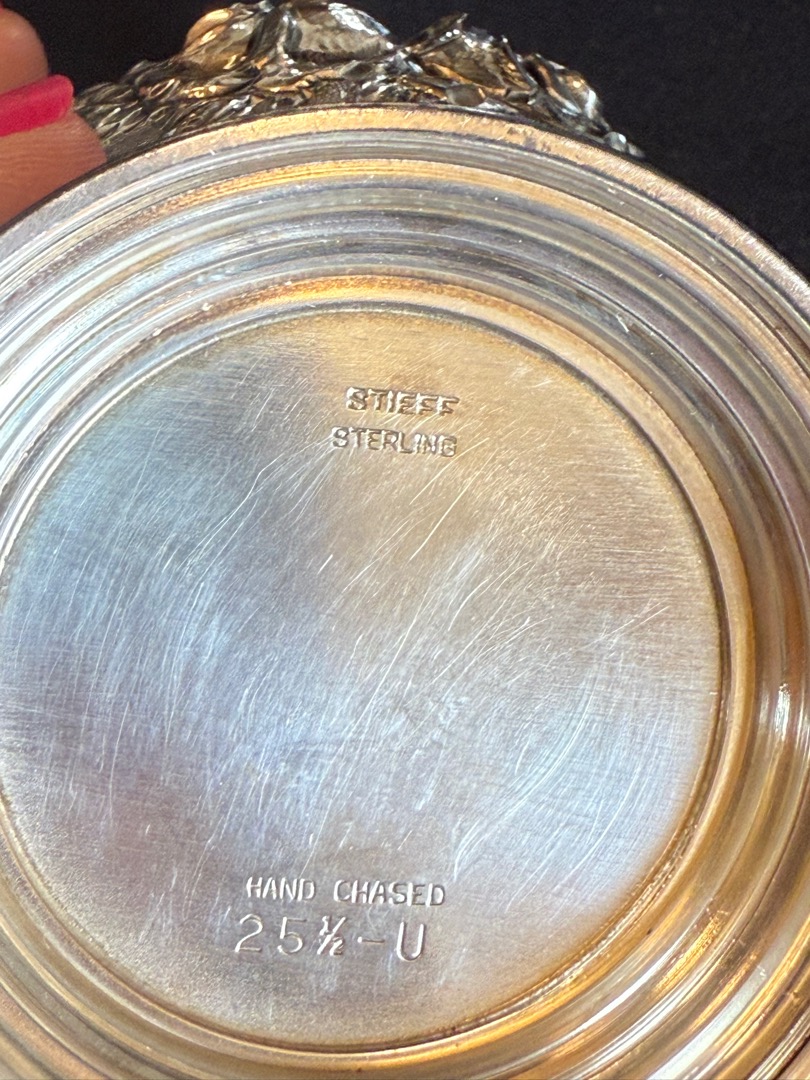 STIEFF
STERLING
HAND CHASED
25½-U